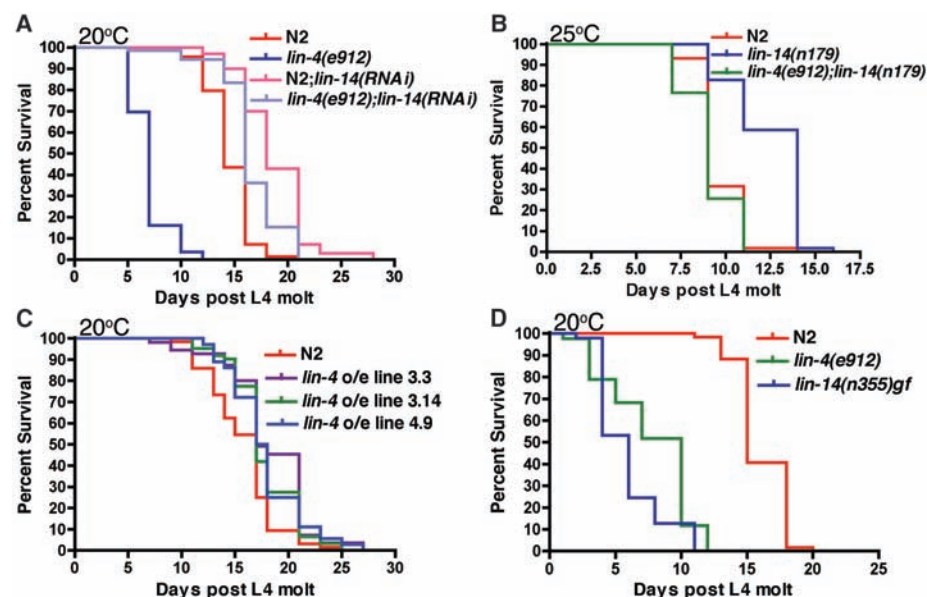 A
20°C
N2
lin-4(e912)
N2;lin-14(RNAi)
lin-4(e912);lin-14(RNAi)
Percent Survival
100
90
80
70
60
50
40
30
20
10
0
0 5 10 15 20 25 30
Days post L4 molt
B
25°C
N2
lin-14(n179)
lin-4(e912);lin-14(n179)
Percent Survival
100
90
80
70
60
50
40
30
20
10
0
0.0 2.5 5.0 7.5 10.0 12.5 15.0 17.5
Days post L4 molt
C
20°C
N2
lin-4 o/e line 3.3
lin-4 o/e line 3.14
lin-4 o/e line 4.9
Percent Survival
100
90
80
70
60
50
40
30
20
10
0
0 5 10 15 20 25 30
Days post L4 molt
D
20°C
N2
lin-4(e912)
lin-14(n355)gf
Percent Survival
100
90
80
70
60
50
40
30
20
10
0
0 5 10 15 20 25
Days post L4 molt